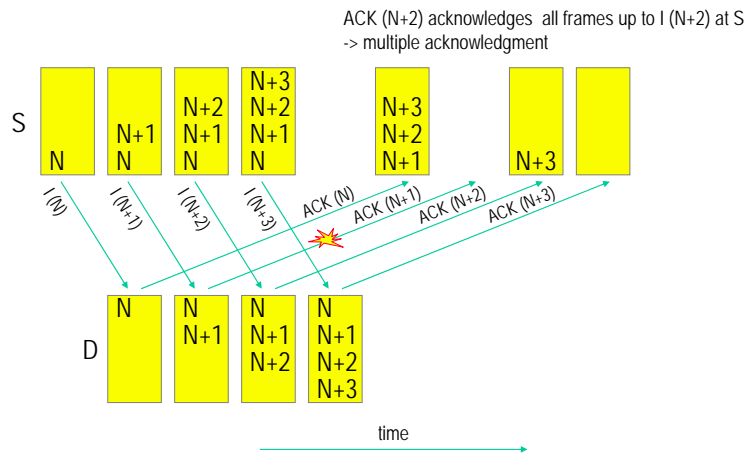 ACK (N+2) acknowledges all frames up to I (N+2) at S
-> multiple acknowledgment
S
N
N+1
N
N+2
N+1
N
N+3
N+2
N+1
N
N+3
N+2
N+1
N+3
I (N)
I (N+1)
I (N+2)
I (N+3)
ACK (N)
ACK (N+1)
ACK (N+2)
ACK (N+3)
D
N
N
N+1
N
N+1
N+2
N
N+1
N+2
N+3
time